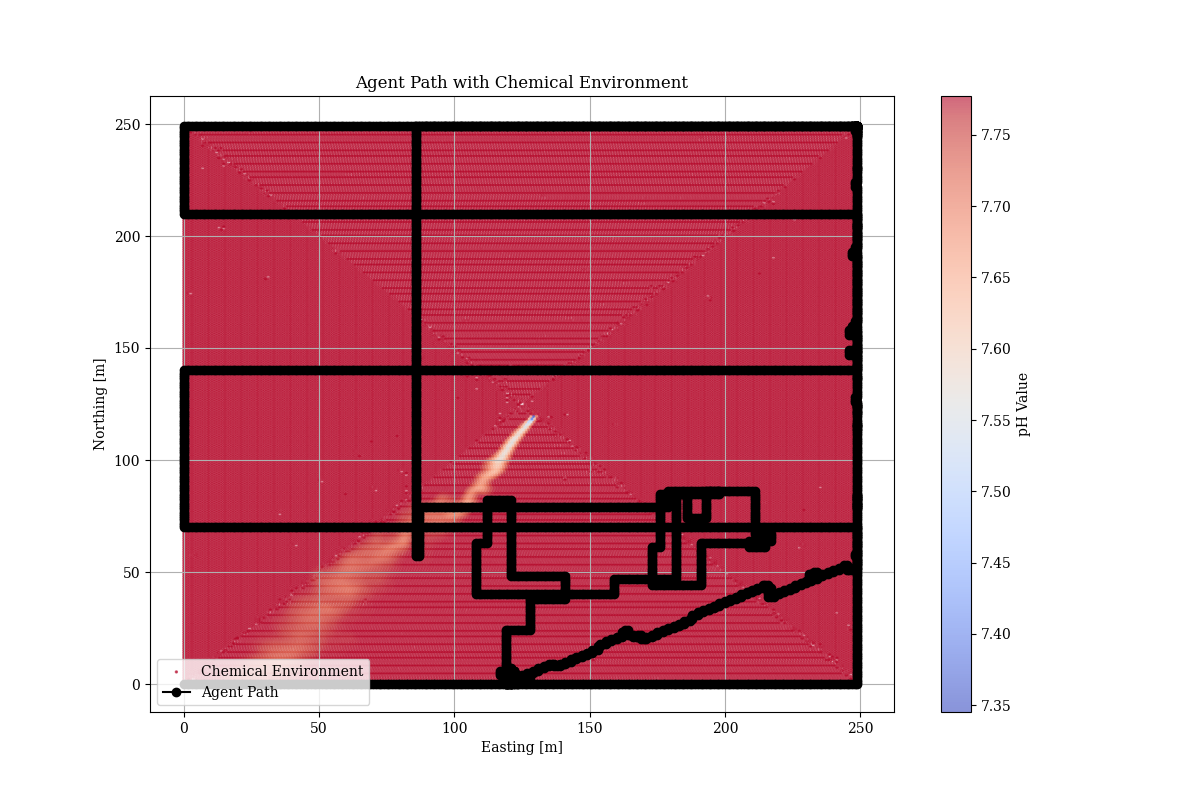 Agent Path with Chemical Environment
250
200
150
100
50
0
Northing [m]
0 50 100 150 200 250
Easting [m]
Chemical Environment
Agent Path
7.75
7.70
7.65
7.60
7.55
7.50
7.45
7.40
7.35
pH Value